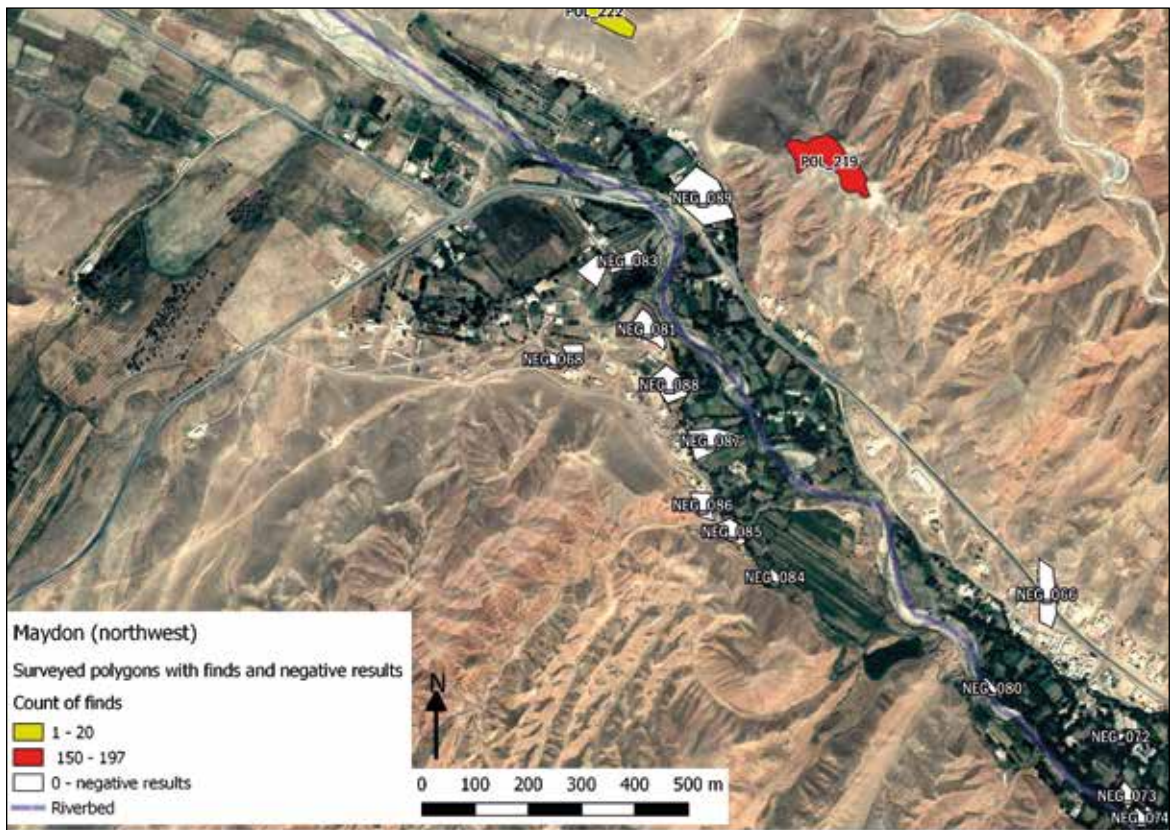 POL_222
POL_219
NEG_089
NEG_083
NEG_081
NEG_068
NEG_088
NEG_087
NEG_086
NEG_085
NEG_084
NEG_066
NEG_080
NEG_072
NEG_073
NEG_074
Maydon (northwest)
Surveyed polygons with finds and negative results
Count of finds
1 - 20
150 - 197
0 - negative results
Riverbed
N
0 100 200 300 400 500 m